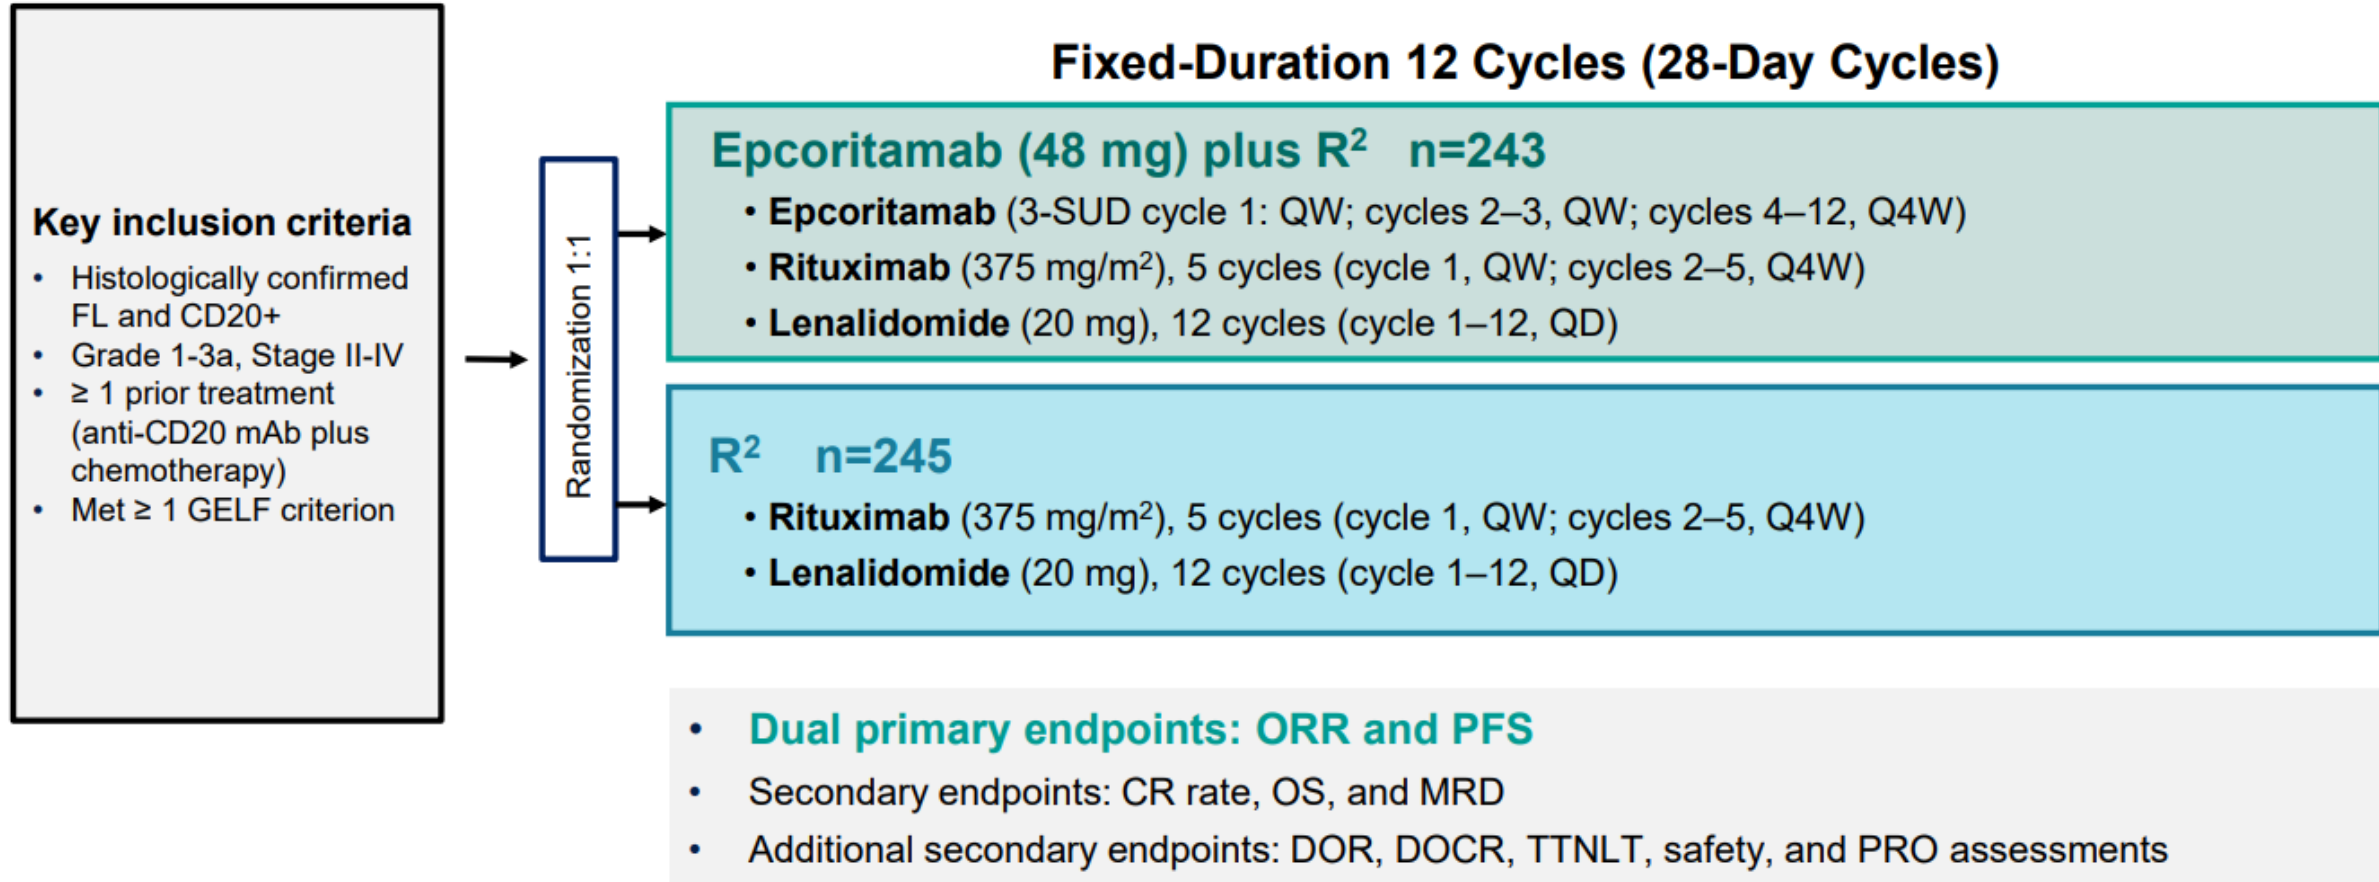 Key inclusion criteria
• Histologically confirmed
FL and CD20+
• Grade 1-3a, Stage II-IV
• ≥ 1 prior treatment
(anti-CD20 mAb plus
chemotherapy)
• Met ≥ 1 GELF criterion
Randomization 1:1
Fixed-Duration 12 Cycles (28-Day Cycles)
Epcoritamab (48 mg) plus R² n=243
• Epcoritamab (3-SUD cycle 1: QW; cycles 2–3, QW; cycles 4–12, Q4W)
• Rituximab (375 mg/m²), 5 cycles (cycle 1, QW; cycles 2–5, Q4W)
• Lenalidomide (20 mg), 12 cycles (cycle 1–12, QD)
R² n=245
• Rituximab (375 mg/m²), 5 cycles (cycle 1, QW; cycles 2–5, Q4W)
• Lenalidomide (20 mg), 12 cycles (cycle 1–12, QD)
• Dual primary endpoints: ORR and PFS
• Secondary endpoints: CR rate, OS, and MRD
• Additional secondary endpoints: DOR, DOCR, TTNLT, safety, and PRO assessments